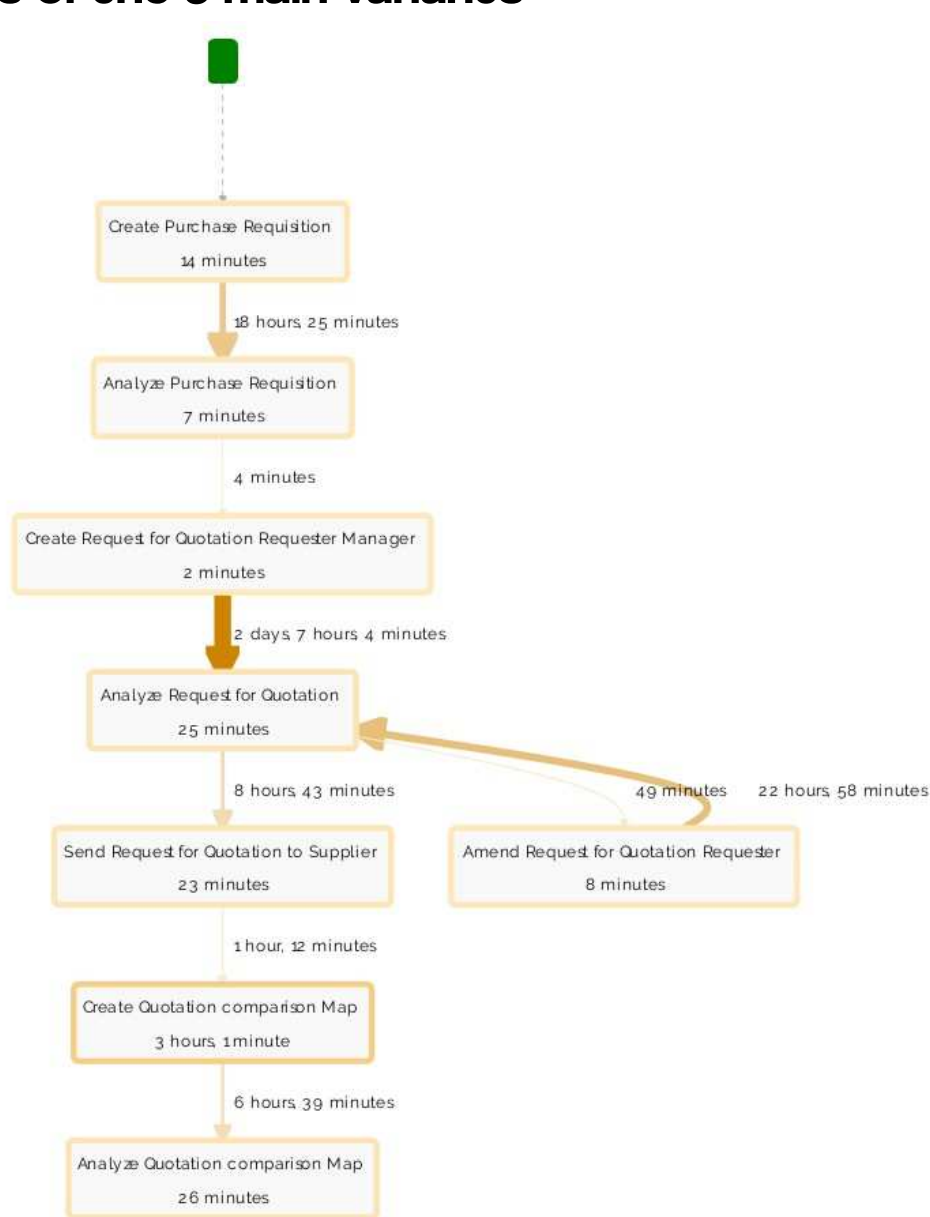 Create Purchase Requisition
14 minutes
18 hours, 25 minutes
Analyze Purchase Requisition
7 minutes
4 minutes
Create Request for Quotation Requester Manager
2 minutes
2 days, 7 hours, 4 minutes
Analyze Request for Quotation
25 minutes
8 hours, 43 minutes
49 minutes
22 hours, 58 minutes
Send Request for Quotation to Supplier
23 minutes
Amend Request for Quotation Requester
8 minutes
1 hour, 12 minutes
Create Quotation comparison Map
3 hours, 1 minute
6 hours, 39 minutes
Analyze Quotation comparison Map
26 minutes